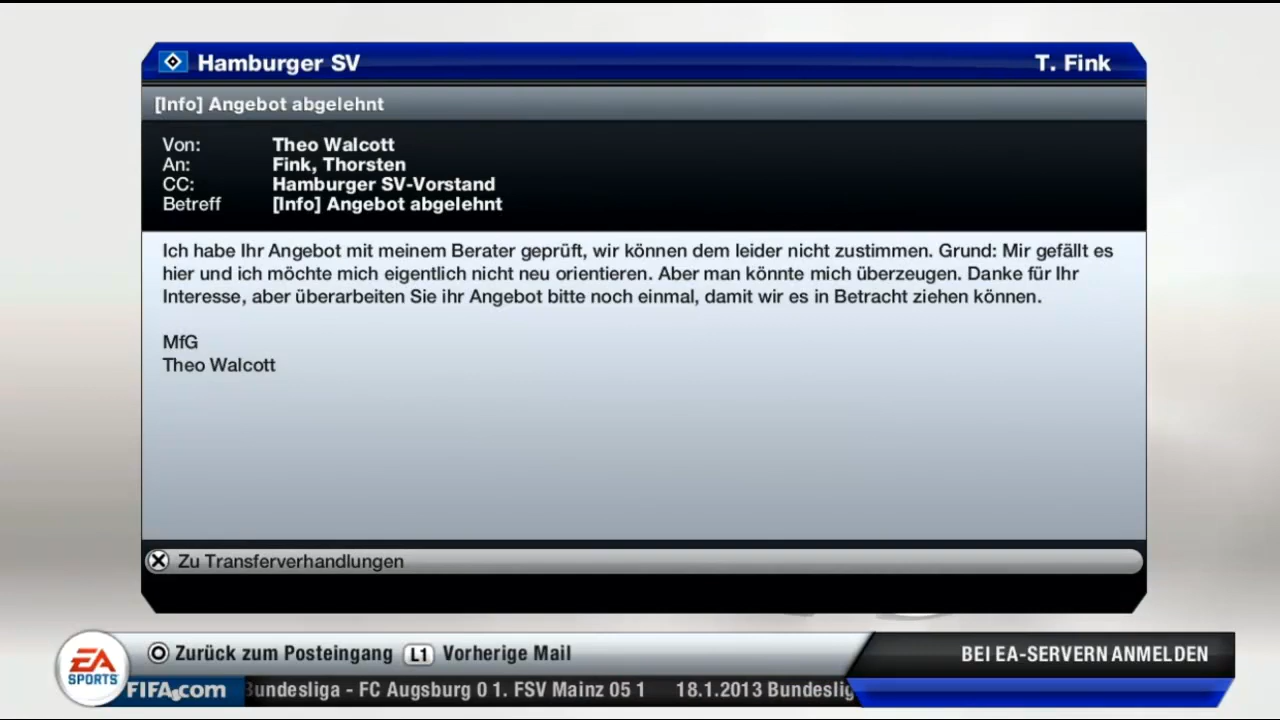 Hamburger SV T. Fink
[Info] Angebot abgelehnt
Von: Theo Walcott
An: Fink, Thorsten
CC: Hamburger SV-Vorstand
Betreff [Info] Angebot abgelehnt
Ich habe Ihr Angebot mit meinem Berater geprüft, wir können dem leider nicht zustimmen. Grund: Mir gefällt es
hier und ich möchte mich eigentlich nicht neu orientieren. Aber man könnte mich überzeugen. Danke für Ihr
Interesse, aber überarbeiten Sie ihr Angebot bitte noch einmal, damit wir es in Betracht ziehen können.
MfG
Theo Walcott
Zu Transferverhandlungen
Zurück zum Posteingang L1 Vorherige Mail BEI EA-SERVERN ANMELDEN
EA
SPORTS
FIFA.com Bundesliga - FC Augsburg 0 1. FSV Mainz 05 1 18.1.2013 Bundeslig